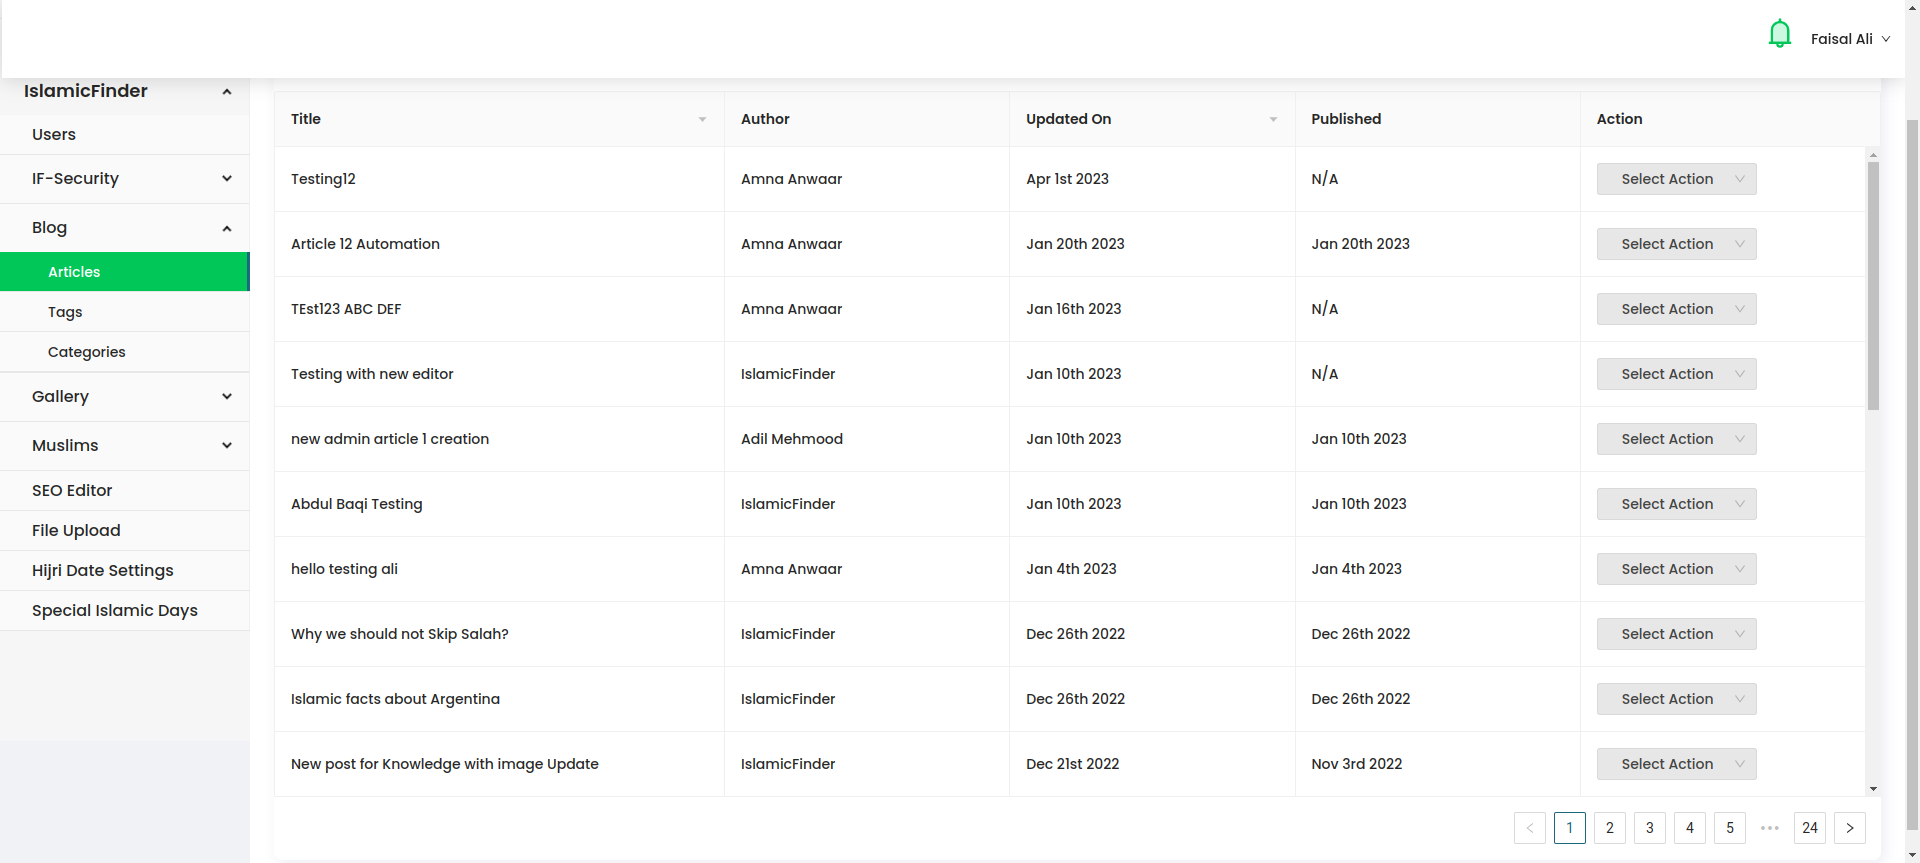 Faisal Ali
IslamicFinder
Users
IF-Security
Blog
Articles
Tags
Categories
Gallery
Muslims
SEO Editor
File Upload
Hijri Date Settings
Special Islamic Days
Title Author Updated On Published Action
Testing12 Amna Anwaar Apr 1st 2023 N/A Select Action
Article 12 Automation Amna Anwaar Jan 20th 2023 Jan 20th 2023 Select Action
TEst123 ABC DEF Amna Anwaar Jan 16th 2023 N/A Select Action
Testing with new editor IslamicFinder Jan 10th 2023 N/A Select Action
new admin article 1 creation Adil Mehmood Jan 10th 2023 Jan 10th 2023 Select Action
Abdul Baqi Testing IslamicFinder Jan 10th 2023 Jan 10th 2023 Select Action
hello testing ali Amna Anwaar Jan 4th 2023 Jan 4th 2023 Select Action
Why we should not Skip Salah? IslamicFinder Dec 26th 2022 Dec 26th 2022 Select Action
Islamic facts about Argentina IslamicFinder Dec 26th 2022 Dec 26th 2022 Select Action
New post for Knowledge with image Update IslamicFinder Dec 21st 2022 Nov 3rd 2022 Select Action
< 1 2 3 4 5 ••• 24 >